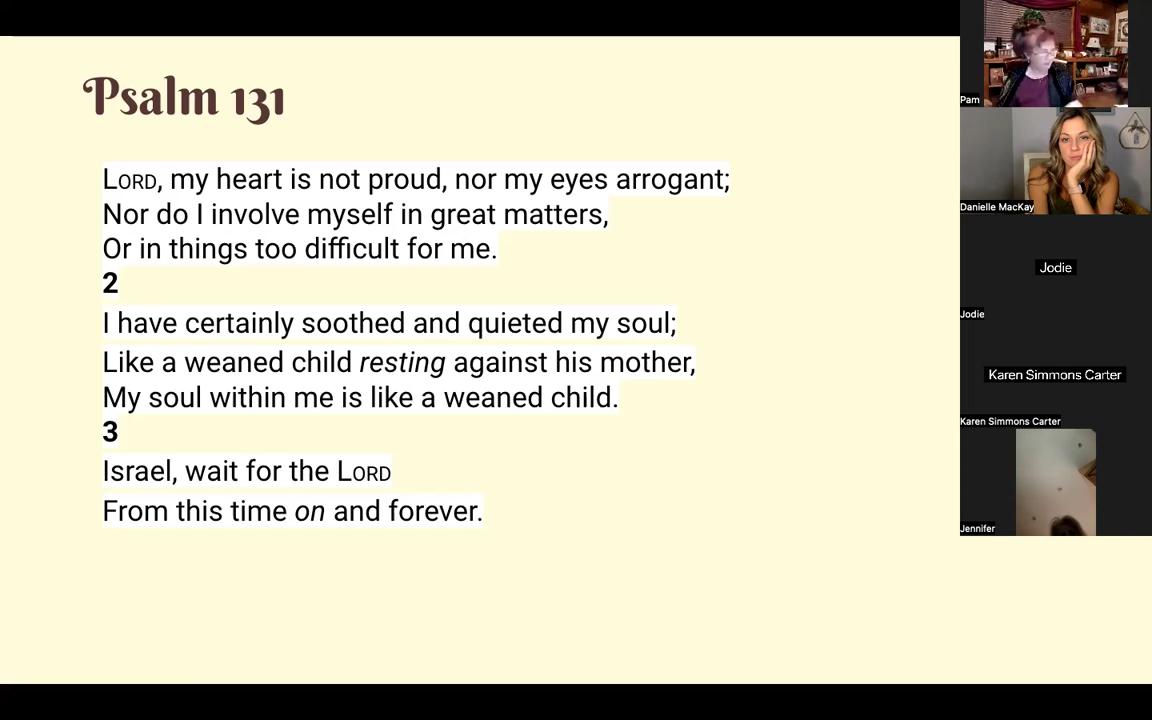 Psalm 131
LORD, my heart is not proud, nor my eyes arrogant;
Nor do I involve myself in great matters,
Or in things too difficult for me.
2
I have certainly soothed and quieted my soul;
Like a weaned child resting against his mother,
My soul within me is like a weaned child.
3
Israel, wait for the LORD
From this time on and forever.
Pam
Danielle MacKay
Jodie
Jodie
Karen Simmons Carter
Karen Simmons Carter
Jennifer